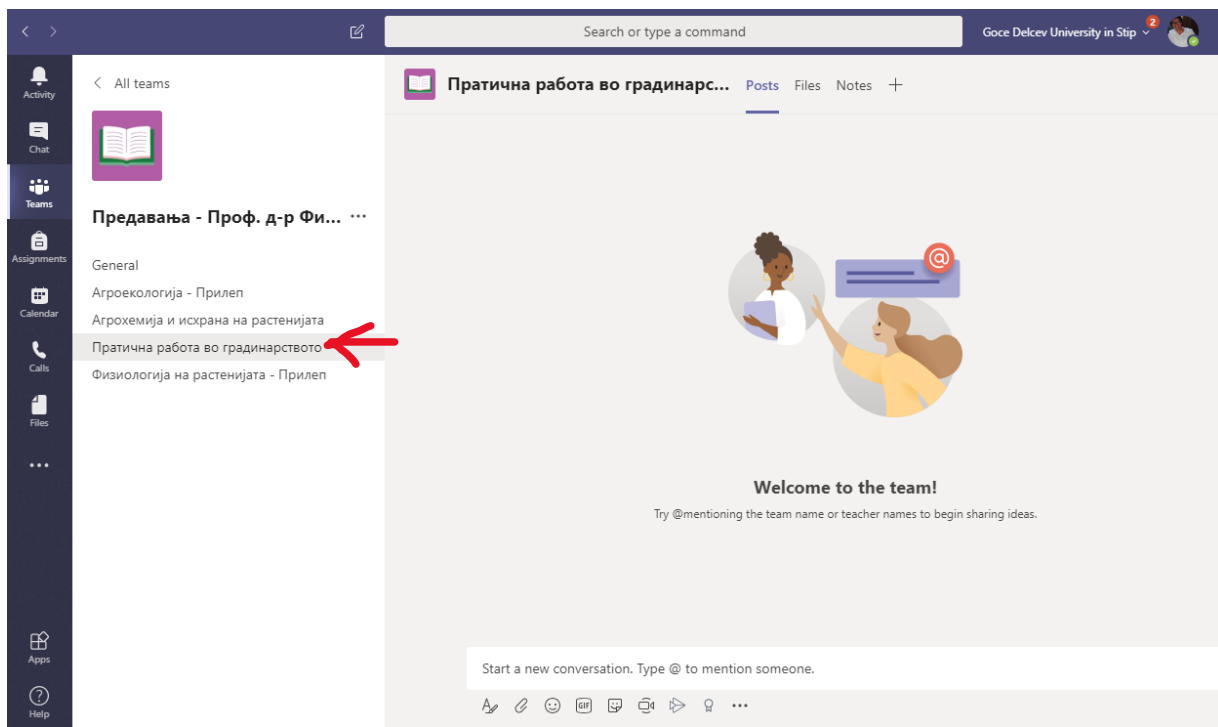 Search or type a command
Goce Delcev University in Stip
2
Activity
Chat
Teams
Assignments
Calendar
Calls
Files
Apps
Help
All teams
Предавања - Проф. д-р Фи...
General
Агроекологија - Прилеп
Агрохемија и исхрана на растенијата
Пратична работа во градинарството
Физиологија на растенијата - Прилеп
Пратична работа во градинарс... Posts Files Notes
@
Welcome to the team!
Try @mentioning the team name or teacher names to begin sharing ideas.
Start a new conversation. Type @ to mention someone.
GIF